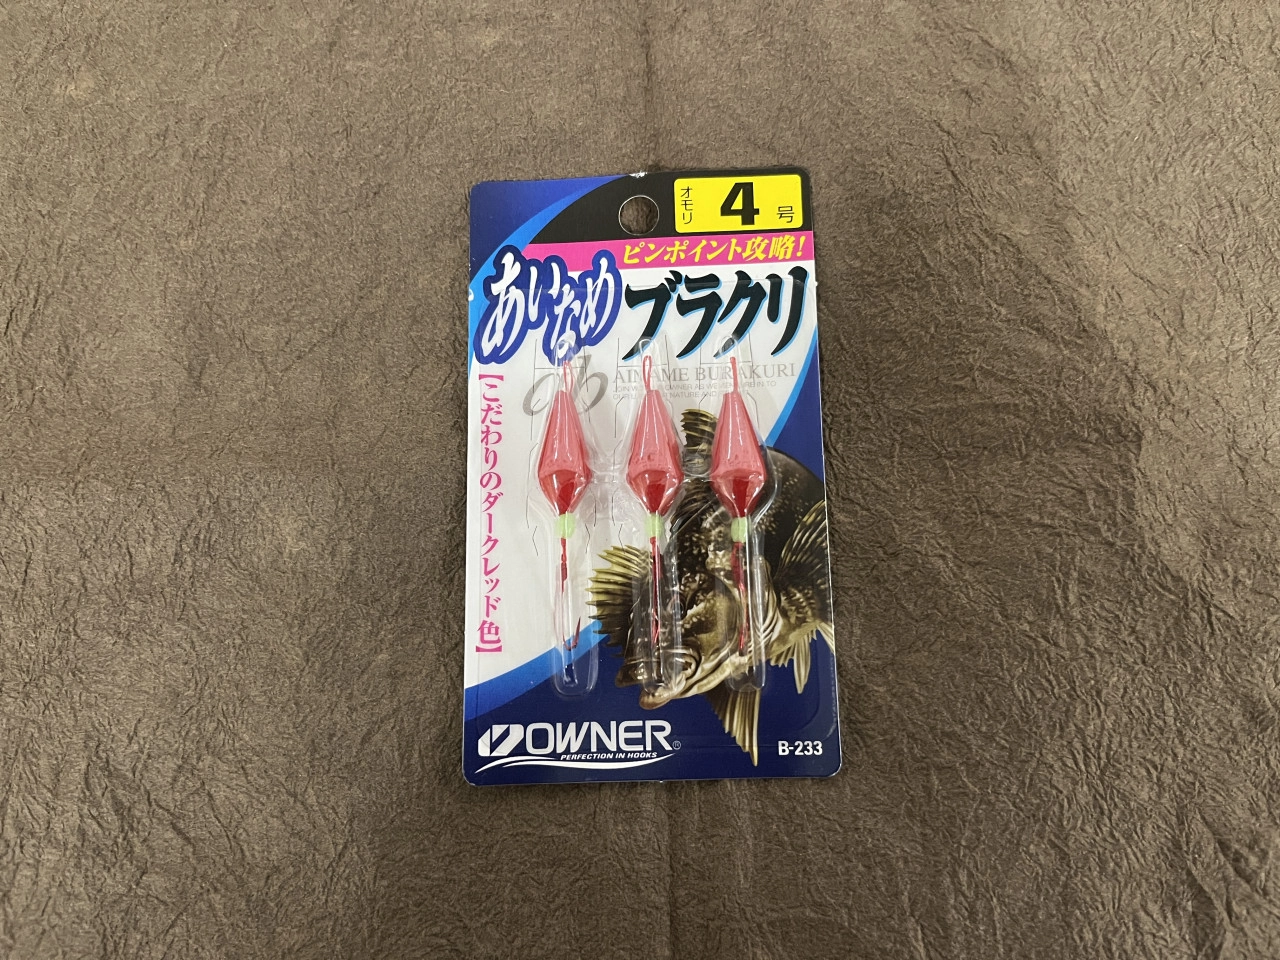 オモリ 4 号
ピンポイント攻略!
あいなめ ブラクリ
AINAME BURAKURI
【こだわりのダークレッド色】
OWNER®
PERFECTION IN HOOKS
B-233